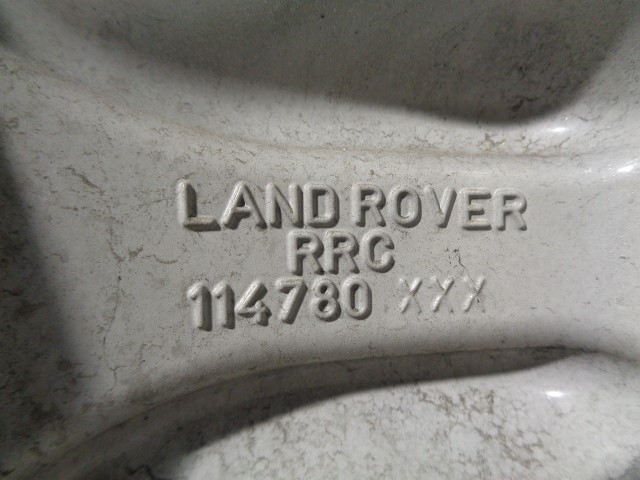 LAND ROVER
RRC
114780 XXX